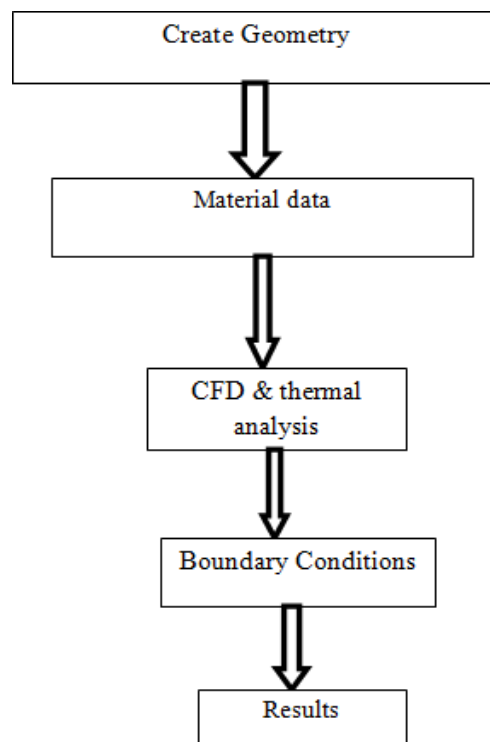 Create Geometry
Material data
CFD & thermal
analysis
Boundary Conditions
Results